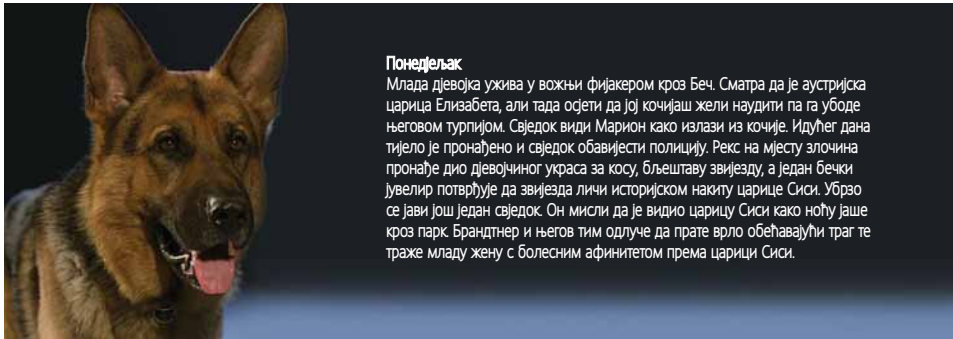 Понедјељак
Млада дјевојка ужива у вожњи фијакером кроз Беч. Сматра да је аустријска
царица Елизабета, али тада осјети да јој кочијаш жели наудити па га убоде
његовом турпијом. Свједок види Марион како излази из кочије. Идућег дана
тијело је пронађено и свједок обавијести полицију. Рекс на мјесту злочина
пронађе дио дјевојчиног украса за косу, бљештаву звијезду, а један бечки
јувелир потврђује да звијезда личи историјском накиту царице Сиси. Убрзо
се јави још један свједок. Он мисли да је видио царицу Сиси како ноћу јаше
кроз парк. Брандтнер и његов тим одлуче да прате врло обећавајући траг те
траже младу жену с болесним афинитетом према царици Сиси.